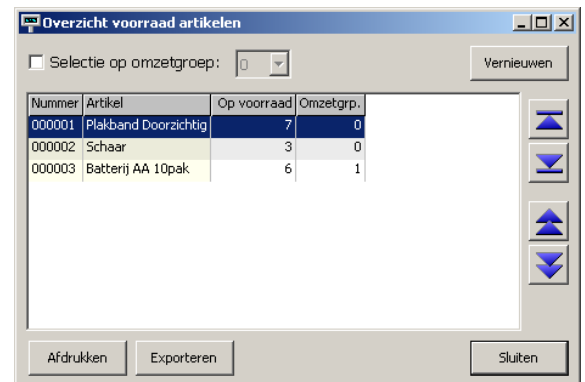 Overzicht voorraad artikelen
Selectie op omzetgroep: 0 Vernieuwen
Nummer Artikel Op voorraad Omzetgrp.
000001 Plakband Doorzichtig 7 0
000002 Schaar 3 0
000003 Batterij AA 10pak 6 1
Afdrukken Exporteren Sluiten